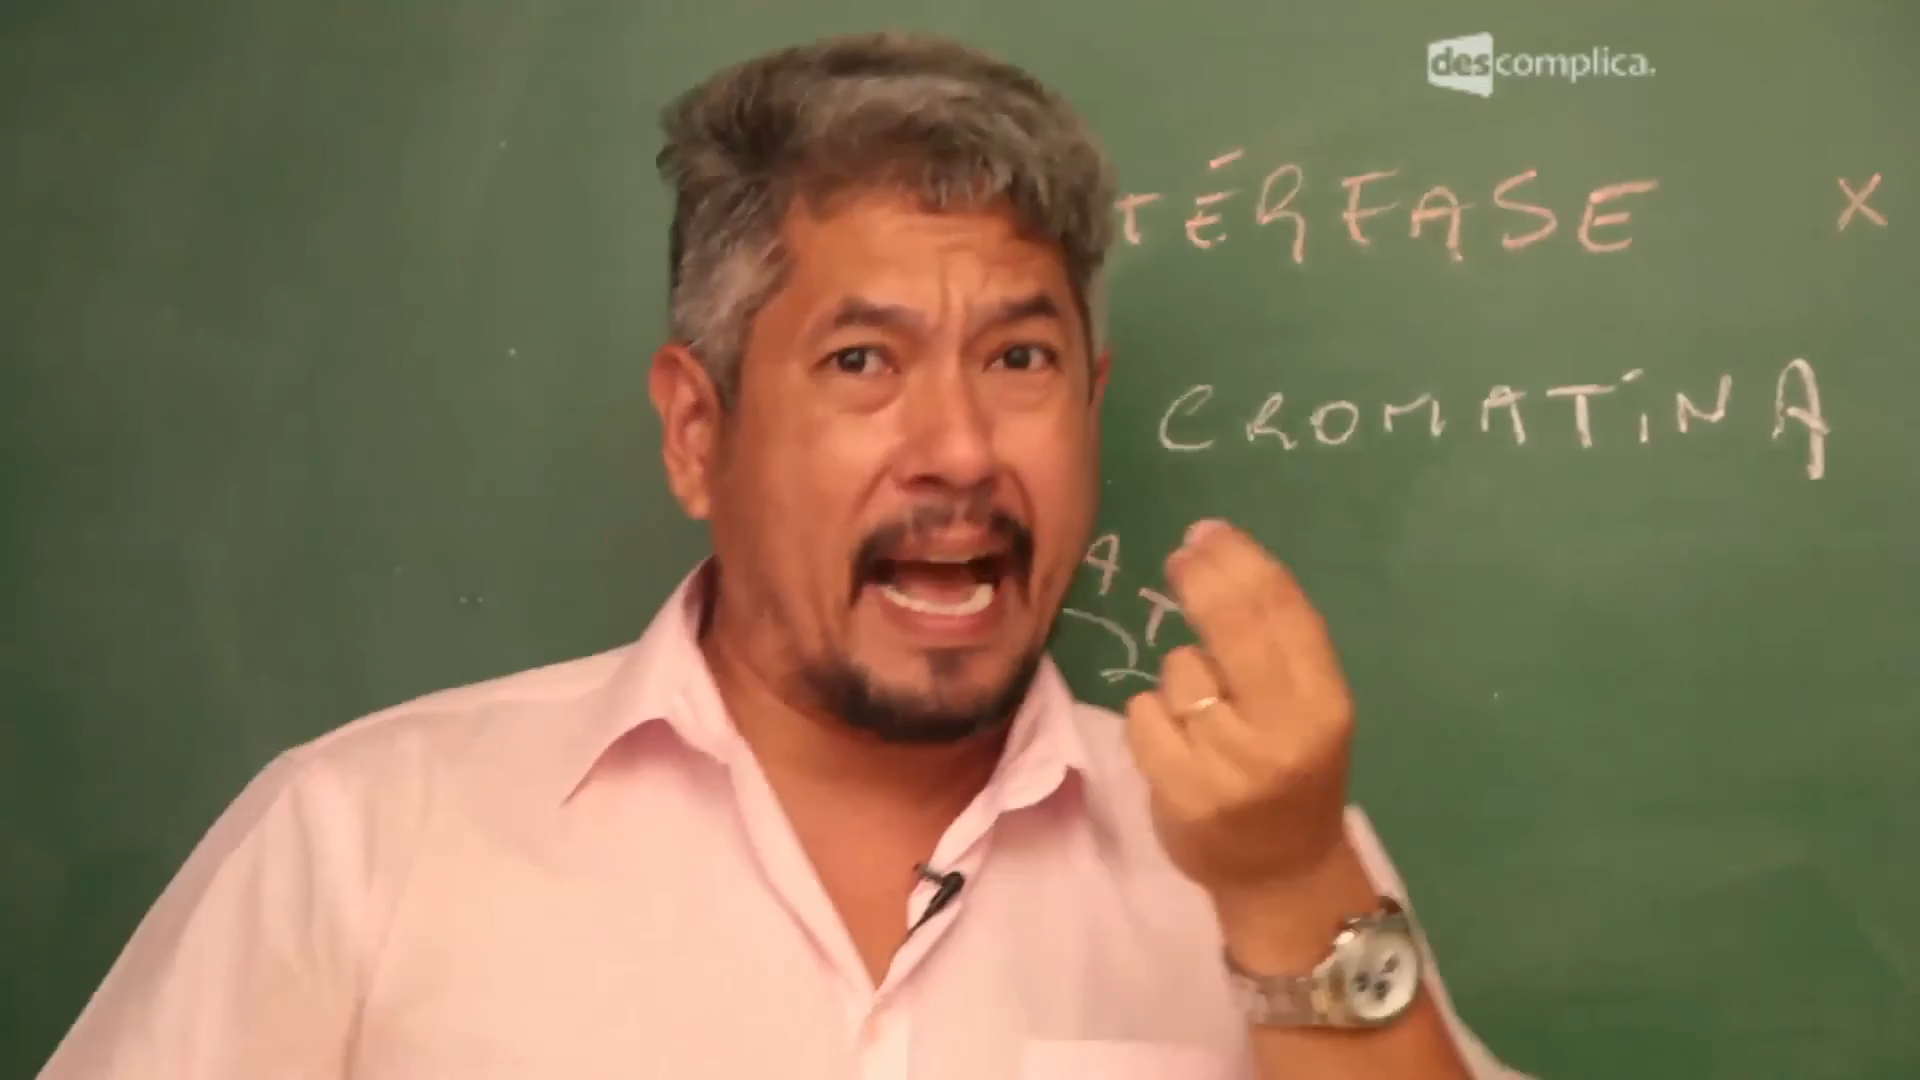 descomplica.
TÉRFASE X
CROMATINA
A
T